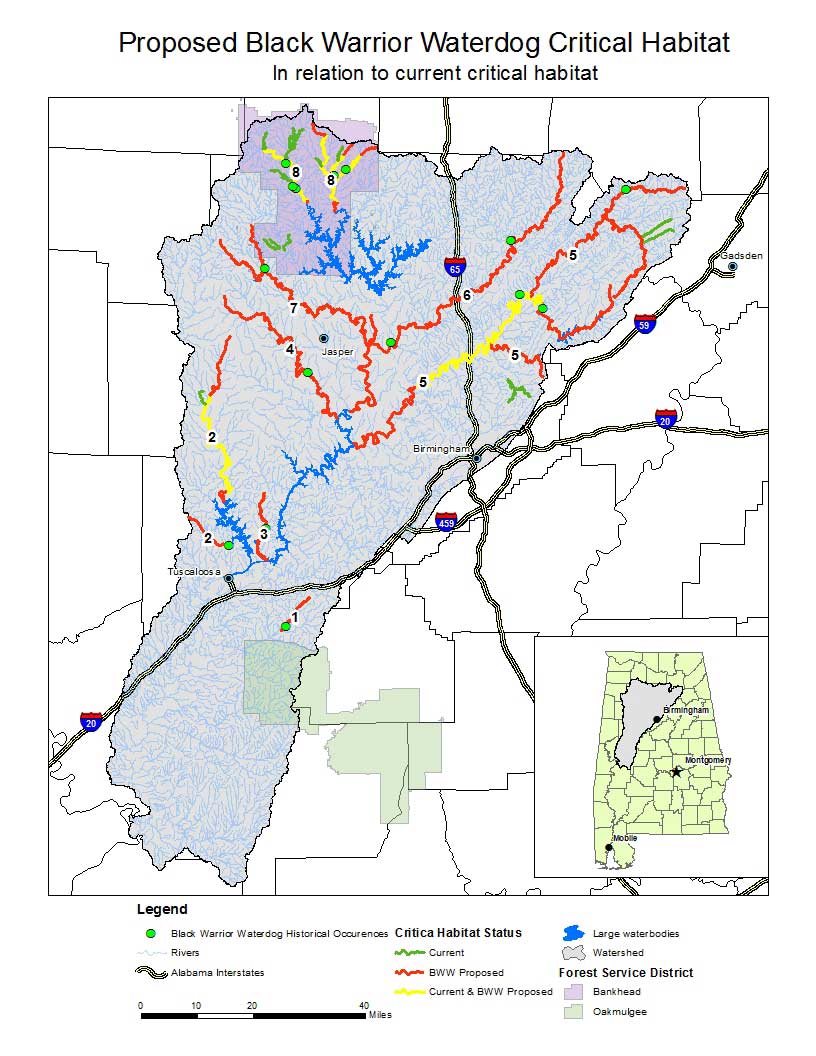 Proposed Black Warrior Waterdog Critical Habitat
In relation to current critical habitat
8
8
5
Gadsden
65
6
7
59
4
Jasper
5
5
20
2
Birmingham
459
2
3
Tuscaloosa
1
20
Birmingham
Montgomery
Mobile
Legend
Black Warrior Waterdog Historical Occurences
Rivers
Alabama Interstates
Critica Habitat Status
Current
BWW Proposed
Current & BWW Proposed
Large waterbodies
Watershed
Forest Service District
Bankhead
Oakmulgee
0 10 20 40
Miles